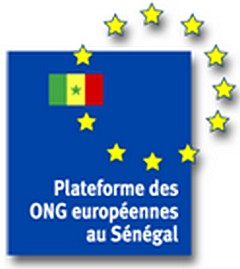 Plateforme des
ONG européennes
au Sénégal